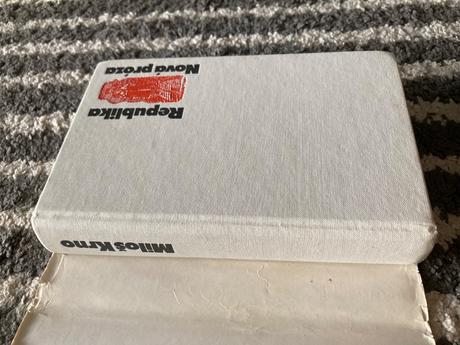 Miloš Krno
Republika
Nová próza